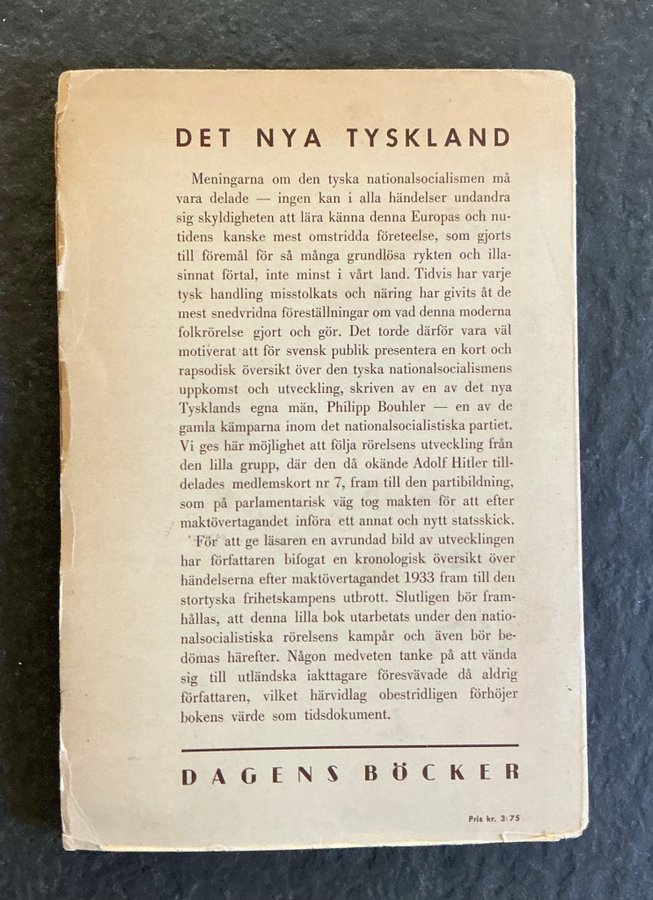 DET NYA TYSKLAND
Meningarna om den tyska nationalsocialismen må
vara delade — ingen kan i alla händelser undandra
sig skyldigheten att lära känna denna Europas och nu-
tidens kanske mest omstridda företeelse, som gjorts
till föremål för så många grundlösa rykten och illa-
sinnat förtal, inte minst i vårt land. Tidvis har varje
tysk handling misstolkats och näring har givits åt de
mest snedvridna föreställningar om vad denna moderna
folkrörelse gjort och gör. Det torde därför vara väl
motiverat att för svensk publik presentera en kort och
rapsodisk översikt över den tyska nationalsocialismens
uppkomst och utveckling, skriven av en av det nya
Tysklands egna män, Philipp Bouhler — en av de
gamla kämparna inom det nationalsocialistiska partiet.
Vi ges här möjlighet att följa rörelsens utveckling från
den lilla grupp, där den då okände Adolf Hitler till-
delades medlemskort nr 7, fram till den partibildning,
som på parlamentarisk väg tog makten för att efter
maktövertagandet införa ett annat och nytt statsskick.
För att ge läsaren en avrundad bild av utvecklingen
har författaren bifogat en kronologisk översikt över
händelserna efter maktövertagandet 1933 fram till den
stortyska frihetskampens utbrott. Slutligen bör fram-
hållas, att denna lilla bok utarbetats under den natio-
nalsocialistiska rörelsens kampår och även bör be-
dömas härefter. Någon medveten tanke på att vända
sig till utländska iakttagare föresvävade då aldrig
författaren, vilket härvidlag obestridligen förhöjer
bokens värde som tidsdokument.
DAGENS BÖCKER
Pris kr. 3:75